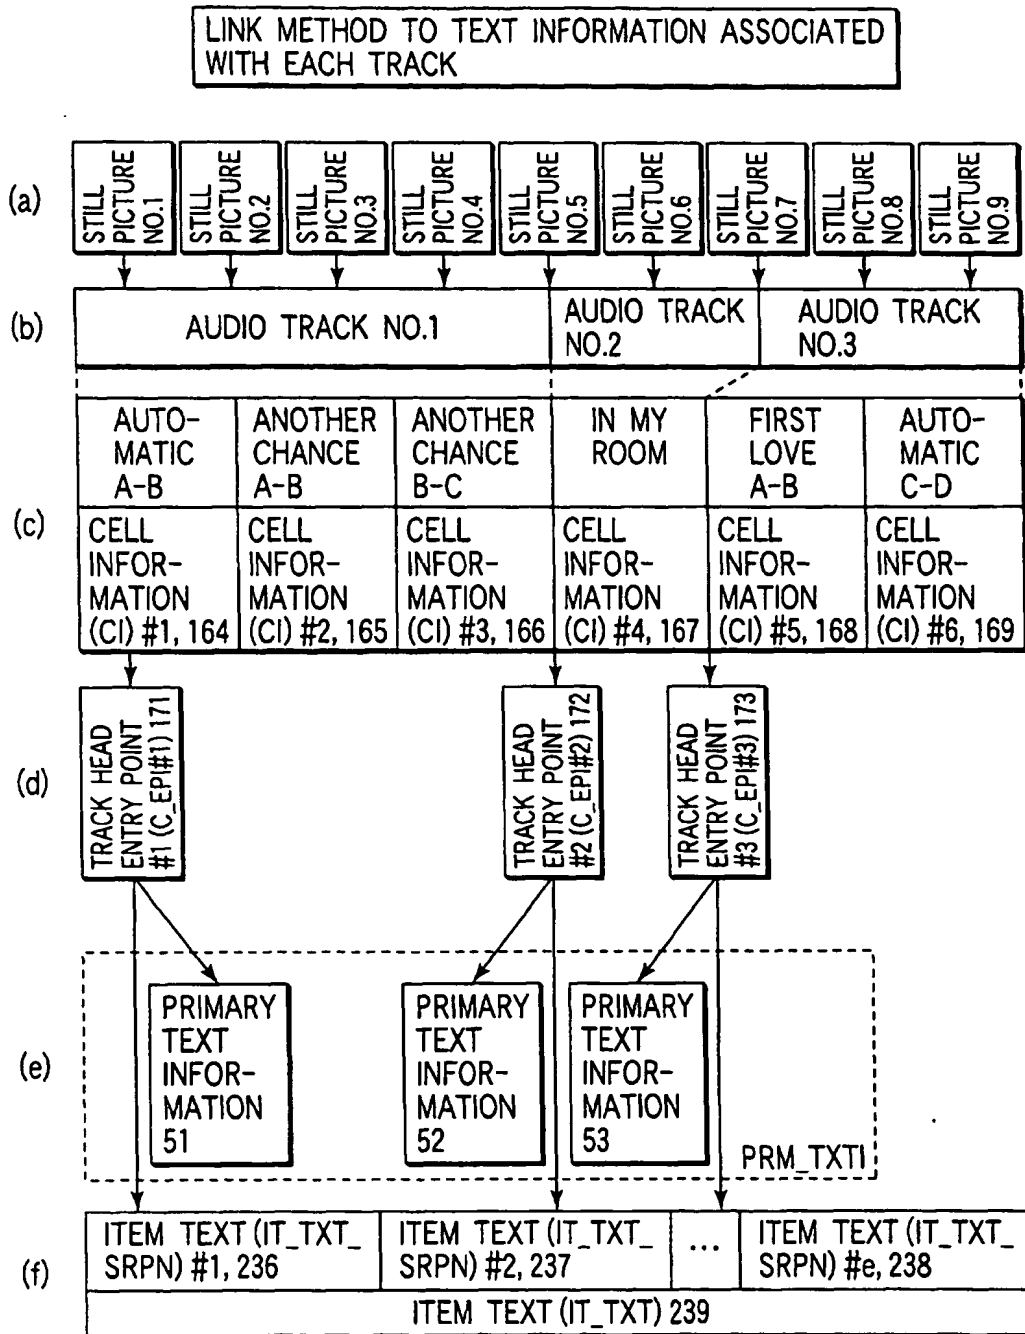 LINK METHOD TO TEXT INFORMATION ASSOCIATED
WITH EACH TRACK
(a)
STILL
PICTURE
NO.1
STILL
PICTURE
NO.2
STILL
PICTURE
NO.3
STILL
PICTURE
NO.4
STILL
PICTURE
NO.5
STILL
PICTURE
NO.6
STILL
PICTURE
NO.7
STILL
PICTURE
NO.8
STILL
PICTURE
NO.9
(b)
AUDIO TRACK NO.1
AUDIO TRACK
NO.2
AUDIO TRACK
NO.3
(c)
AUTO-
MATIC
A-B
ANOTHER
CHANCE
A-B
ANOTHER
CHANCE
B-C
IN MY
ROOM
FIRST
LOVE
A-B
AUTO-
MATIC
C-D
CELL
INFOR-
MATION
(CI) #1, 164
CELL
INFOR-
MATION
(CI) #2, 165
CELL
INFOR-
MATION
(CI) #3, 166
CELL
INFOR-
MATION
(CI) #4, 167
CELL
INFOR-
MATION
(CI) #5, 168
CELL
INFOR-
MATION
(CI) #6, 169
(d)
TRACK HEAD
ENTRY POINT
#1 (C_EPI#1) 171
TRACK HEAD
ENTRY POINT
#2 (C_EPI#2) 172
TRACK HEAD
ENTRY POINT
#3 (C_EPI#3) 173
(e)
PRIMARY
TEXT
INFOR-
MATION
51
PRIMARY
TEXT
INFOR-
MATION
52
PRIMARY
TEXT
INFOR-
MATION
53
PRM_TXTI
(f)
ITEM TEXT (IT_TXT_
SRPN) #1, 236
ITEM TEXT (IT_TXT_
SRPN) #2, 237
...
ITEM TEXT (IT_TXT_
SRPN) #e, 238
ITEM TEXT (IT_TXT) 239